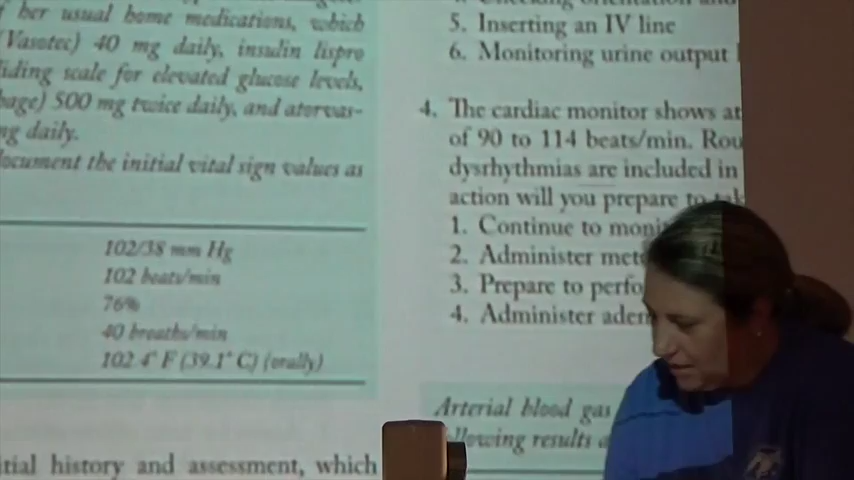 her usual home medications, which
(Vasotec) 40 mg daily, insulin lispro
liding scale for elevated glucose levels,
hage) 500 mg twice daily, and atorvas-
ng daily.
ocument the initial vital sign values as
102/38 mm Hg
102 beats/min
76%
40 breaths/min
102.4° F (39.1° C) (orally)
itial history and assessment, which
5. Inserting an IV line
6. Monitoring urine output
4. The cardiac monitor shows at
of 90 to 114 beats/min. Rou
dysrhythmias are included in
action will you prepare to tak
1. Continue to moni
2. Administer met
3. Prepare to perfo
4. Administer aden
Arterial blood gas
ollowing results a